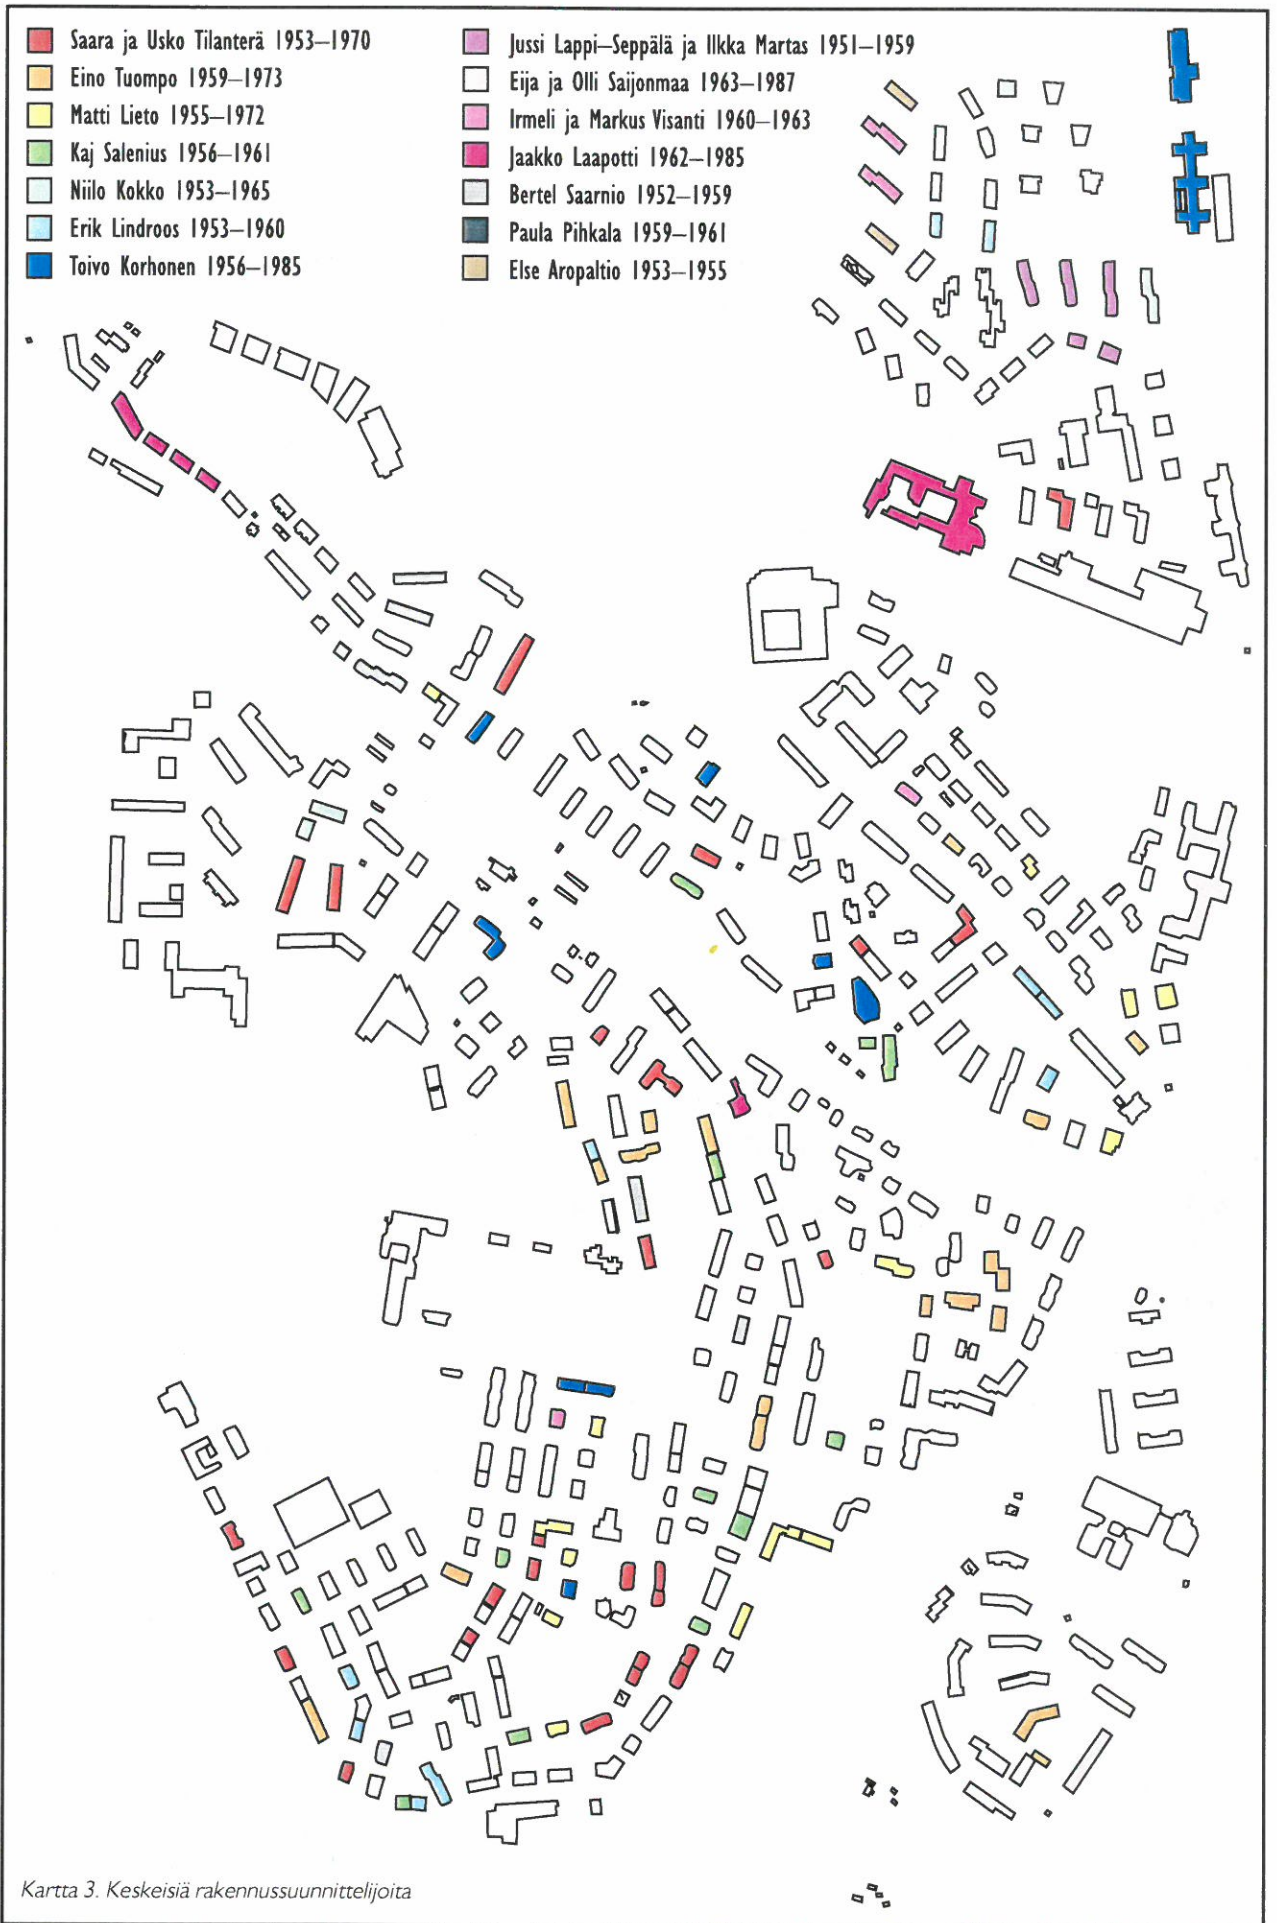 Saara ja Usko Tilanterä 1953–1970
Eino Tuompo 1959–1973
Matti Lieto 1955–1972
Kaj Salenius 1956–1961
Niilo Kokko 1953–1965
Erik Lindroos 1953–1960
Toivo Korhonen 1956–1985
Jussi Lappi–Seppälä ja Ilkka Martas 1951–1959
Eija ja Olli Saijonmaa 1963–1987
Irmeli ja Markus Visanti 1960–1963
Jaakko Laapotti 1962–1985
Bertel Saarnio 1952–1959
Paula Pihkala 1959–1961
Else Aropaltio 1953–1955
Kartta 3. Keskeisiä rakennussuunnittelijoita